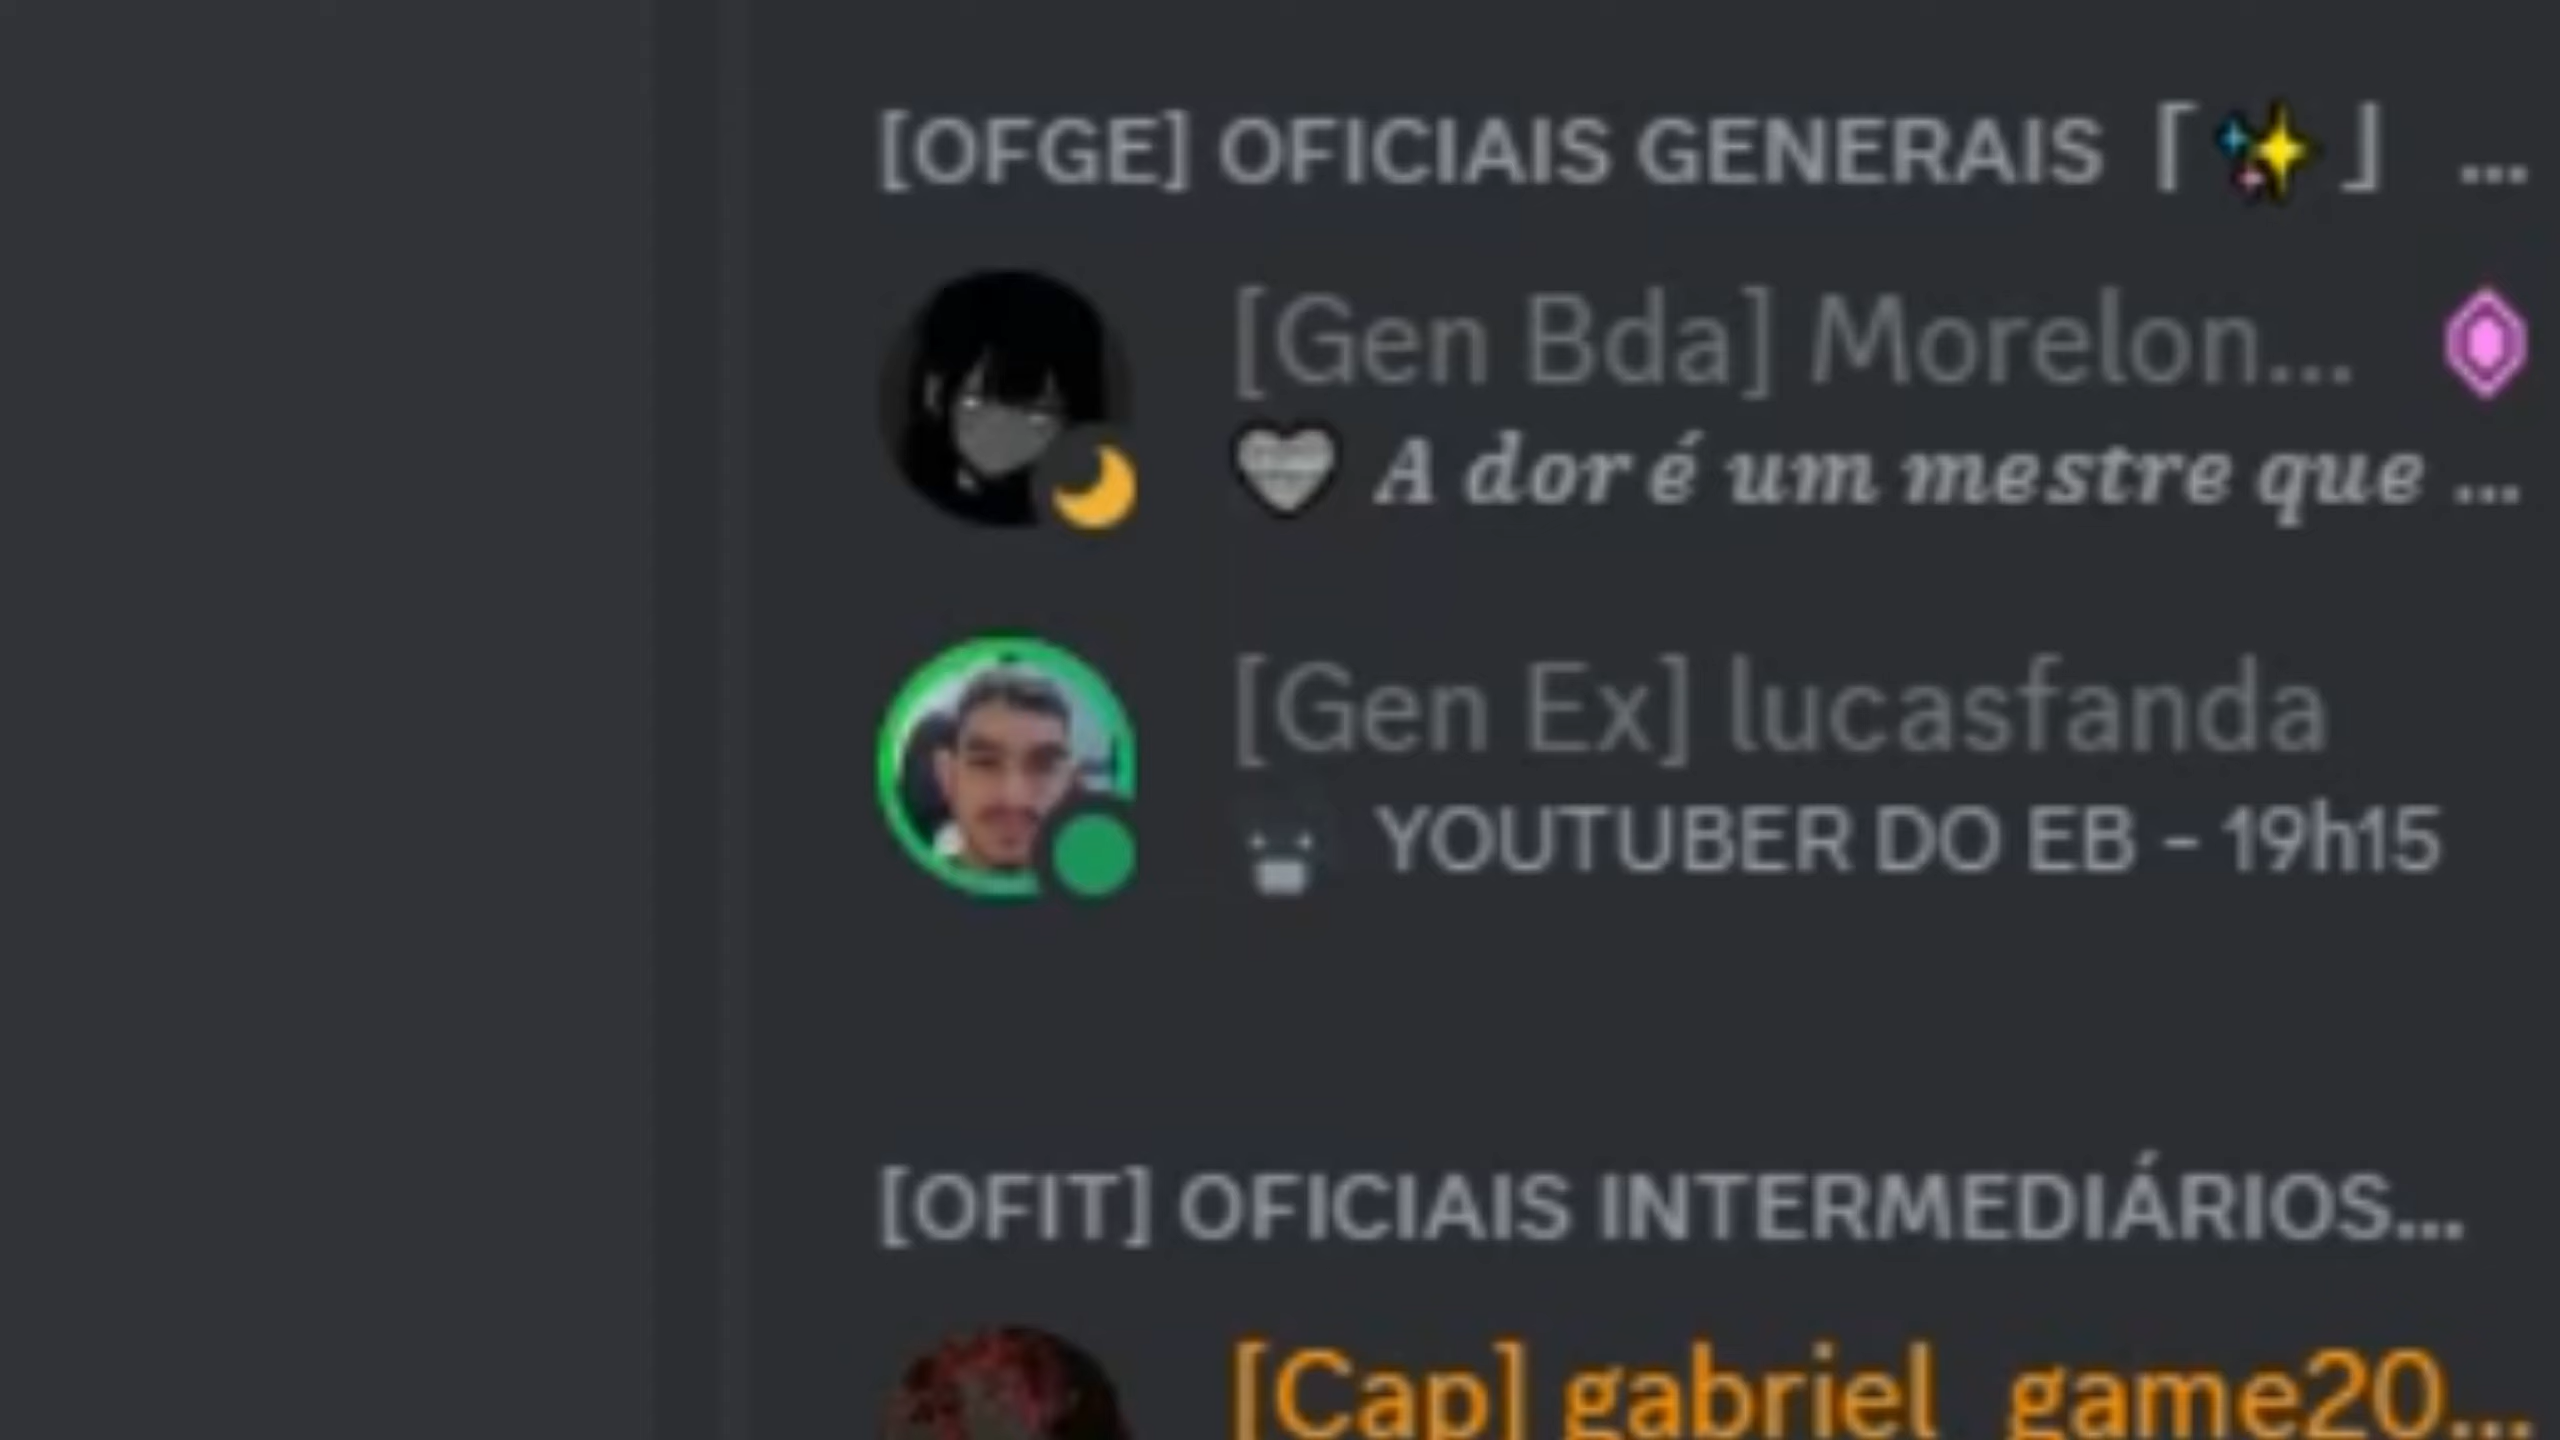 [OFGE] OFICIAIS GENERAIS「✨」 ...
[Gen Bda] Morelon...
A dor é um mestre que ...
[Gen Ex] lucasfanda
YOUTUBER DO EB - 19h15
[OFIT] OFICIAIS INTERMEDIÁRIOS...
[Cap] gabriel_game20...